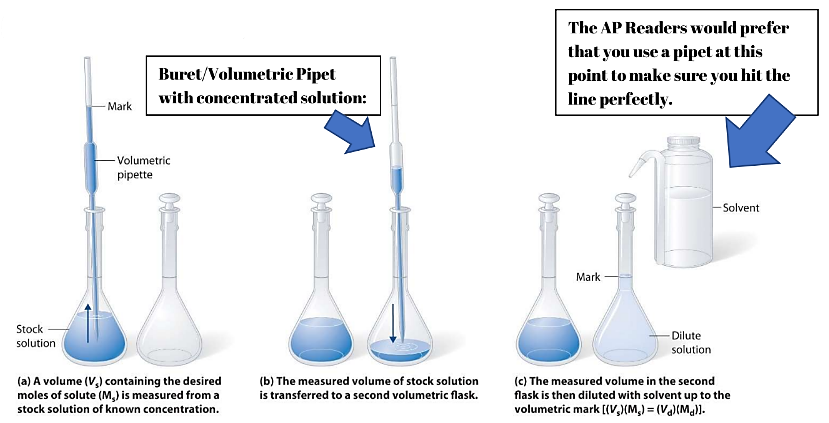 The AP Readers would prefer
that you use a pipet at this
point to make sure you hit the
line perfectly.
Buret/Volumetric Pipet
with concentrated solution:
Mark
Volumetric
pipette
Solvent
Mark
Stock
solution
Dilute
solution
(a) A volume (Vs) containing the desired
moles of solute (Ms) is measured from a
stock solution of known concentration.
(b) The measured volume of stock solution
is transferred to a second volumetric flask.
(c) The measured volume in the second
flask is then diluted with solvent up to the
volumetric mark [(Vs)(Ms) = (Vd)(Md)].